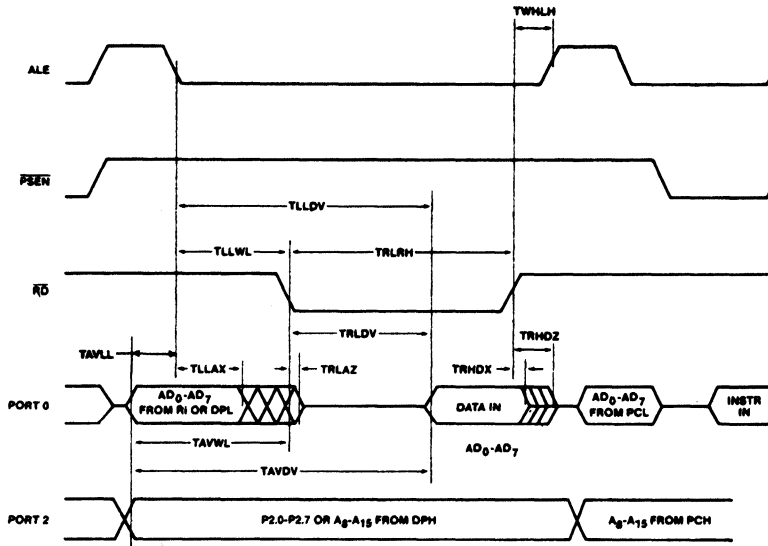 TWHLH
ALE
PSEN
TLLDV
TLLWL
TRLRH
RD
TRLDV
TRHDZ
TAVLL
TLLAX
TRLAZ
TRHDX
PORT 0
AD0-AD7
FROM RI OR DPL
DATA IN
AD0-AD7
FROM PCL
INSTR
IN
TAVWL
AD0-AD7
TAVDV
PORT 2
P2.0-P2.7 OR A8-A15 FROM DPH
A8-A15 FROM PCH